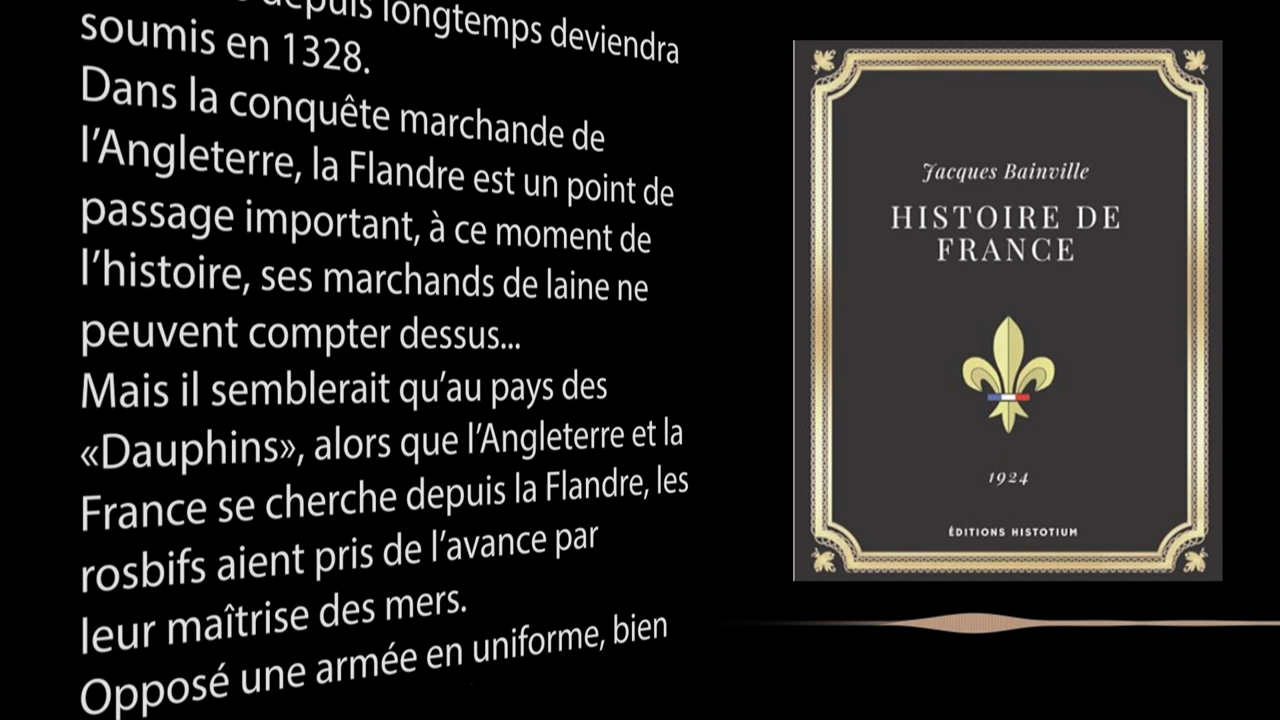 depuis longtemps deviendra
soumis en 1328.
Dans la conquête marchande de
l’Angleterre, la Flandre est un point de
passage important, à ce moment de
l’histoire, ses marchands de laine ne
peuvent compter dessus...
Mais il semblerait qu’au pays des
«Dauphins», alors que l’Angleterre et la
France se cherche depuis la Flandre, les
rosbifs aient pris de l’avance par
leur maîtrise des mers.
Opposé une armée en uniforme, bien
Jacques Bainville
HISTOIRE DE
FRANCE
1924
ÉDITIONS HISTOTIUM